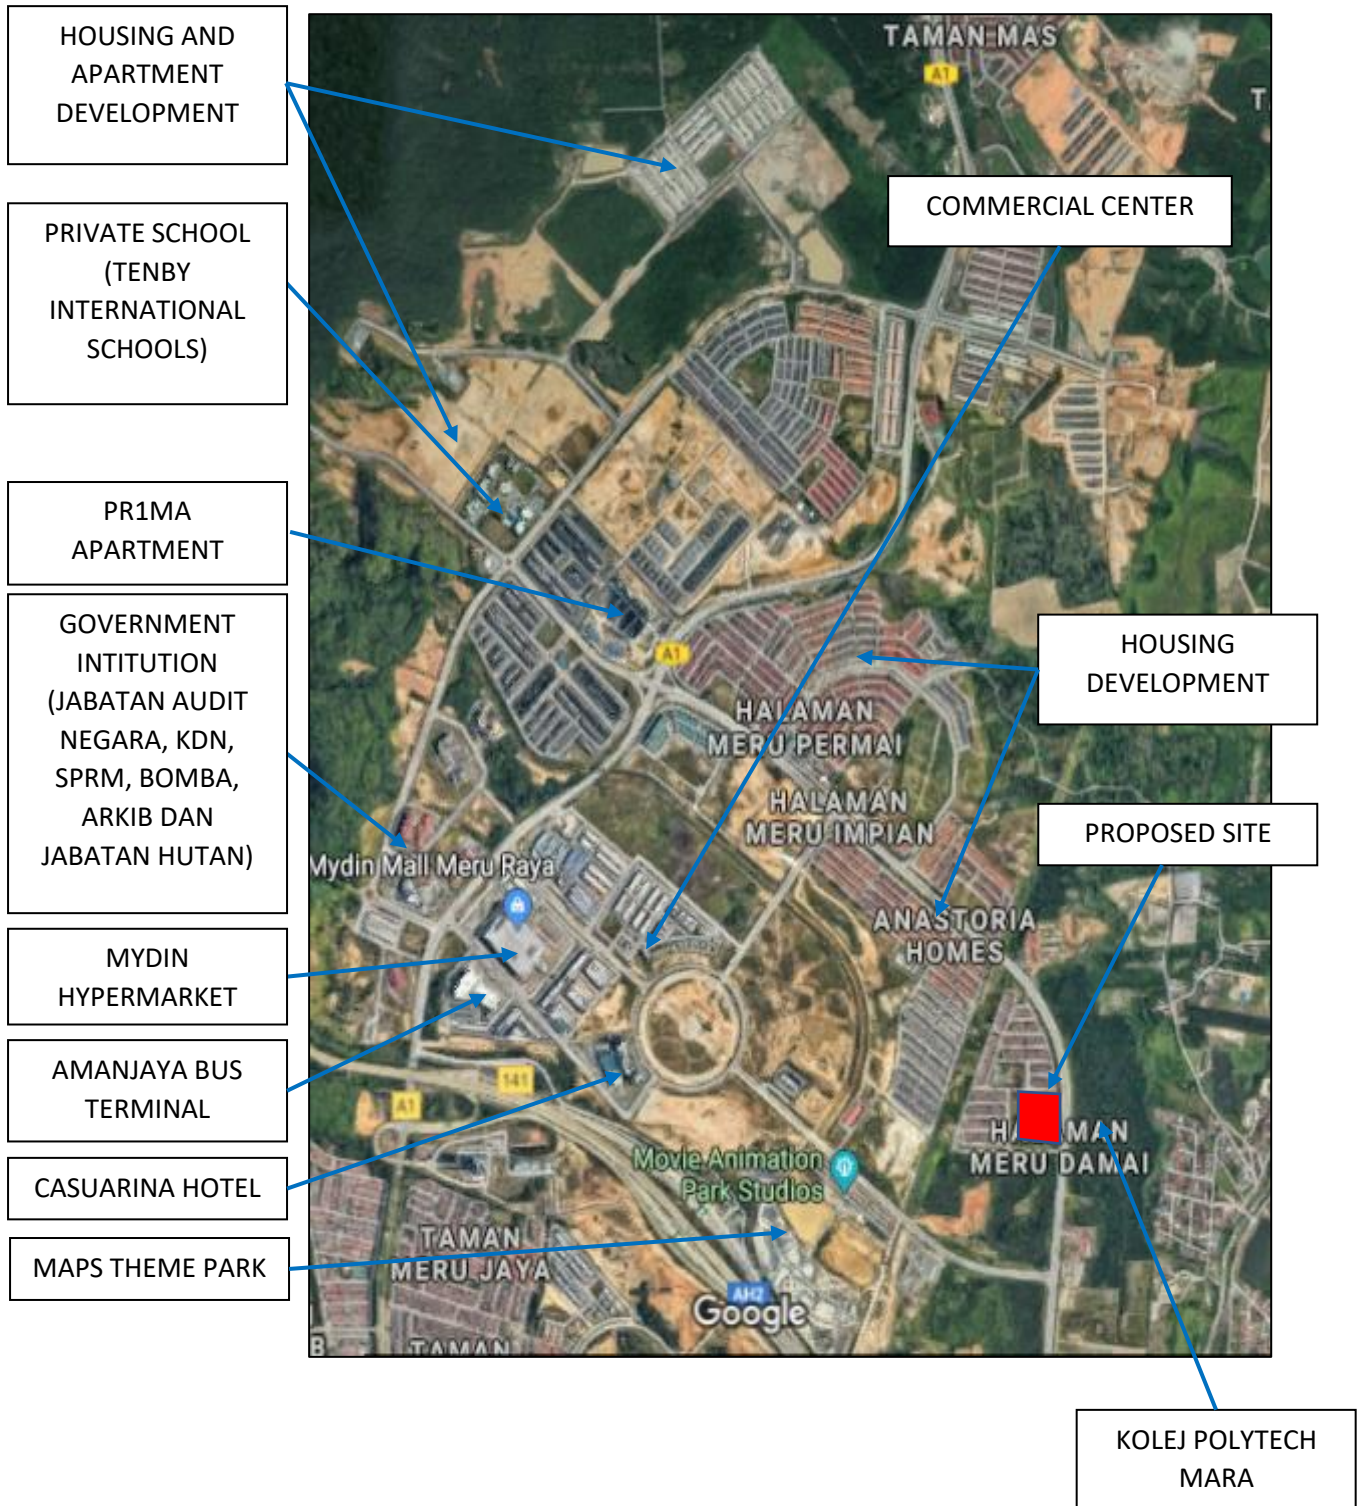 HOUSING AND
APARTMENT
DEVELOPMENT
PRIVATE SCHOOL
(TENBY
INTERNATIONAL
SCHOOLS)
PR1MA
APARTMENT
GOVERNMENT
INTITUTION
(JABATAN AUDIT
NEGARA, KDN,
SPRM, BOMBA,
ARKIB DAN
JABATAN HUTAN)
MYDIN
HYPERMARKET
AMANJAYA BUS
TERMINAL
CASUARINA HOTEL
MAPS THEME PARK
TAMAN MAS
A1
T
COMMERCIAL CENTER
A1
HALAMAN
MERU PERMAI
HALAMAN
MERU IMPIAN
Mydin Mall Meru Raya
ANASTORIA
HOMES
141
A1
MERU DAMAI
Movie Animation
Park Studios
TAMAN
MERU JAYA
AH2
Google
B
TAMAN
HOUSING
DEVELOPMENT
PROPOSED SITE
KOLEJ POLYTECH
MARA